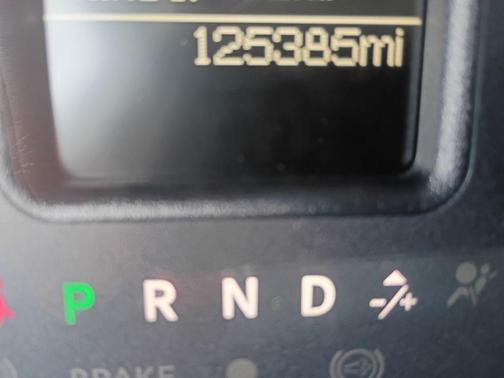 125385mi
P R N D -/+
BRAKE